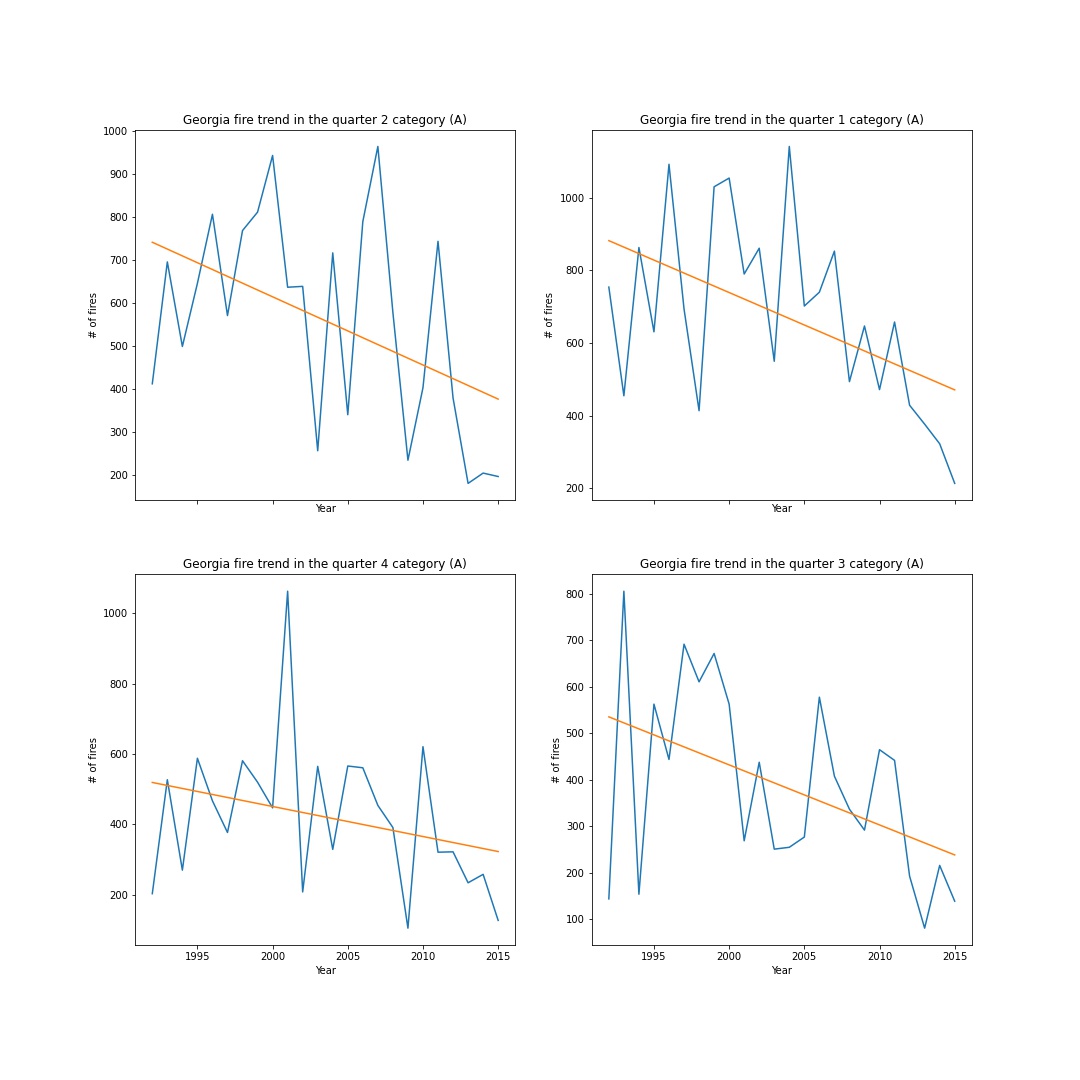 Georgia fire trend in the quarter 2 category (A)
# of fires
1000
900
800
700
600
500
400
300
200
Year
Georgia fire trend in the quarter 1 category (A)
# of fires
1000
800
600
400
200
Year
Georgia fire trend in the quarter 4 category (A)
# of fires
1000
800
600
400
200
1995 2000 2005 2010 2015
Year
Georgia fire trend in the quarter 3 category (A)
# of fires
800
700
600
500
400
300
200
100
1995 2000 2005 2010 2015
Year